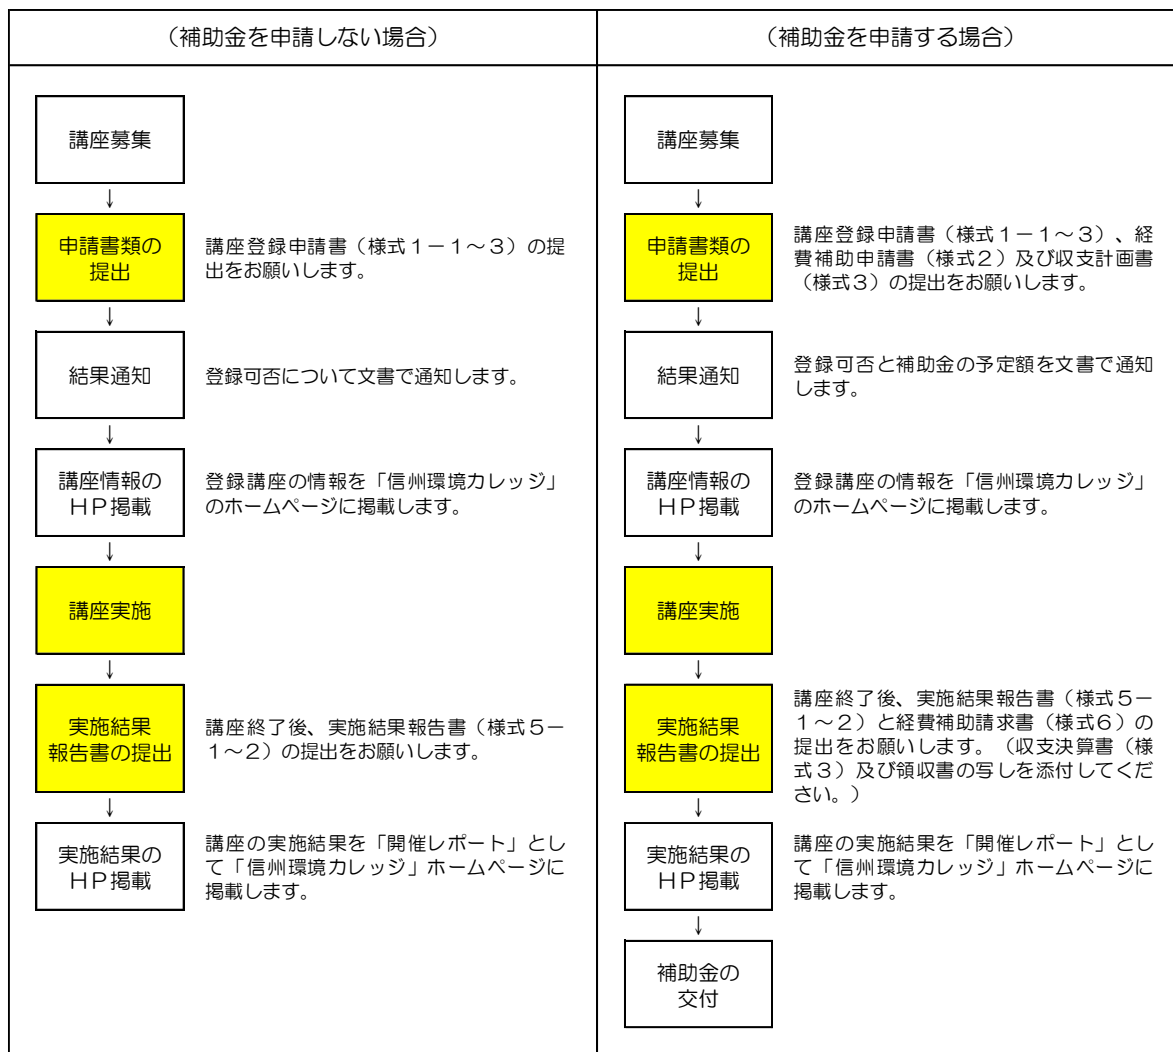 （補助金を申請しない場合）
講座募集
↓
申請書類の
提出
講座登録申請書（様式１－１～３）の提
出をお願いします。
↓
結果通知
登録可否について文書で通知します。
↓
講座情報の
ＨＰ掲載
登録講座の情報を「信州環境カレッジ」
のホームページに掲載します。
↓
講座実施
↓
実施結果
報告書の提出
講座終了後、実施結果報告書（様式５－
１～２）の提出をお願いします。
↓
実施結果の
ＨＰ掲載
講座の実施結果を「開催レポート」とし
て「信州環境カレッジ」ホームページに
掲載します。
（補助金を申請する場合）
講座募集
↓
申請書類の
提出
講座登録申請書（様式１－１～３）、経
費補助申請書（様式２）及び収支計画書
（様式３）の提出をお願いします。
↓
結果通知
登録可否と補助金の予定額を文書で通知
します。
↓
講座情報の
ＨＰ掲載
登録講座の情報を「信州環境カレッジ」
のホームページに掲載します。
↓
講座実施
↓
実施結果
報告書の提出
講座終了後、実施結果報告書（様式５－
１～２）と経費補助請求書（様式６）の
提出をお願いします。（収支決算書（様
式３）及び領収書の写しを添付してくだ
さい。）
↓
実施結果の
ＨＰ掲載
講座の実施結果を「開催レポート」とし
て「信州環境カレッジ」ホームページに
掲載します。
↓
補助金の
交付